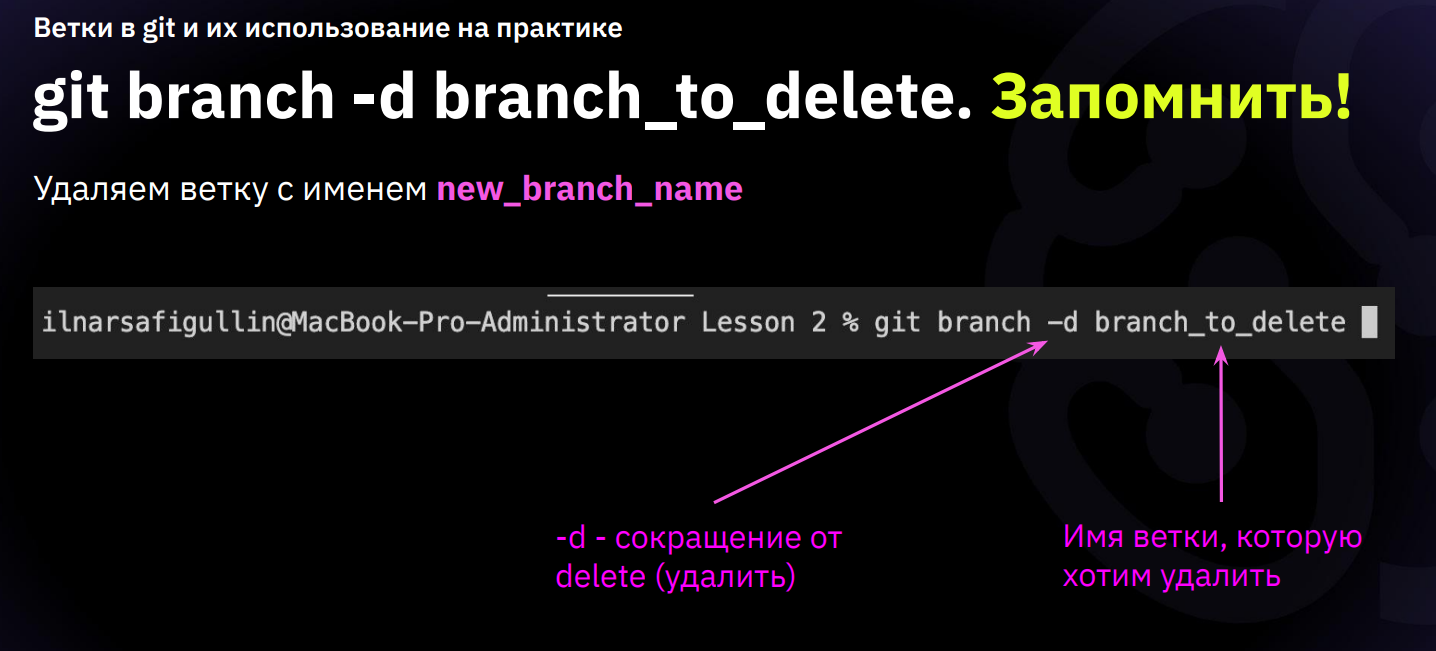 Ветки в git и их использование на практике
git branch -d branch_to_delete. Запомнить!
Удаляем ветку с именем new_branch_name
ilnarsafigullin@MacBook-Pro-Administrator Lesson 2 % git branch -d branch_to_delete
-d - сокращение от
delete (удалить)
Имя ветки, которую
хотим удалить